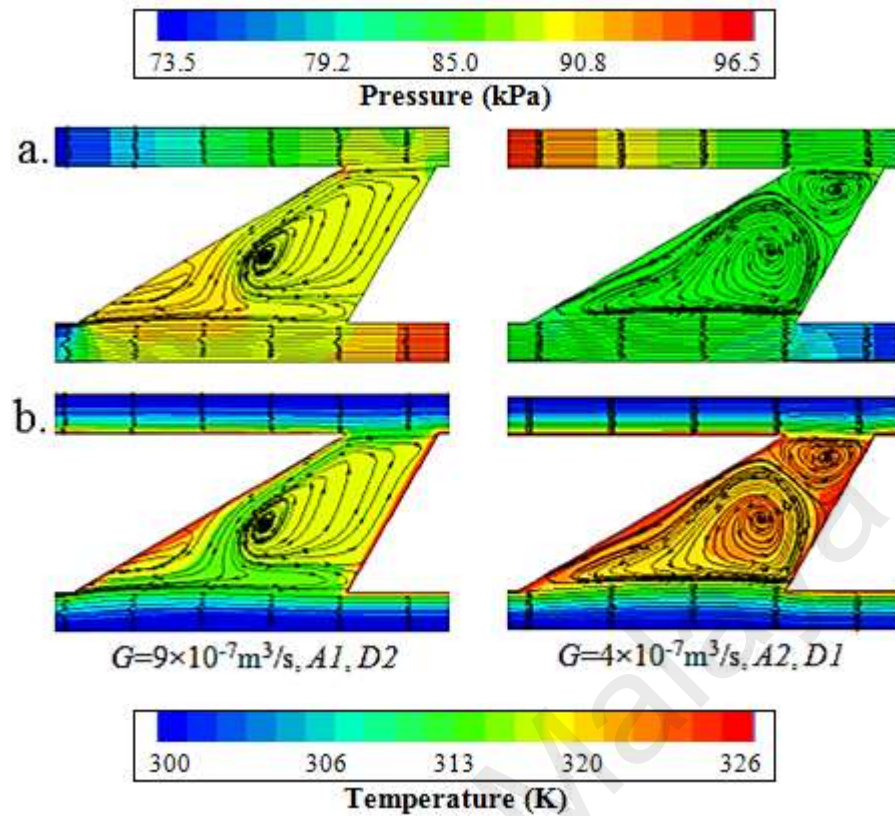 73.5 79.2 85.0 90.8 96.5
Pressure (kPa)
a.
b.
G=9×10⁻⁷m³/s, A1, D2
G=4×10⁻⁷m³/s, A2, D1
300 306 313 320 326
Temperature (K)
Malaya